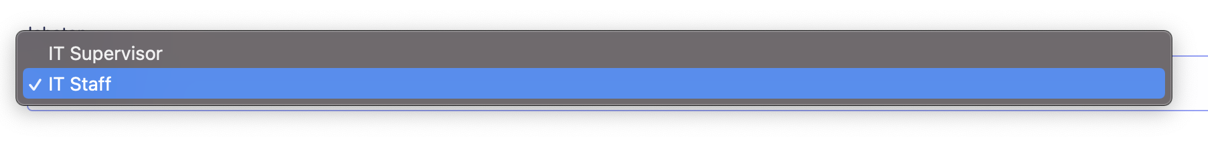 IT Supervisor
✓ IT Staff